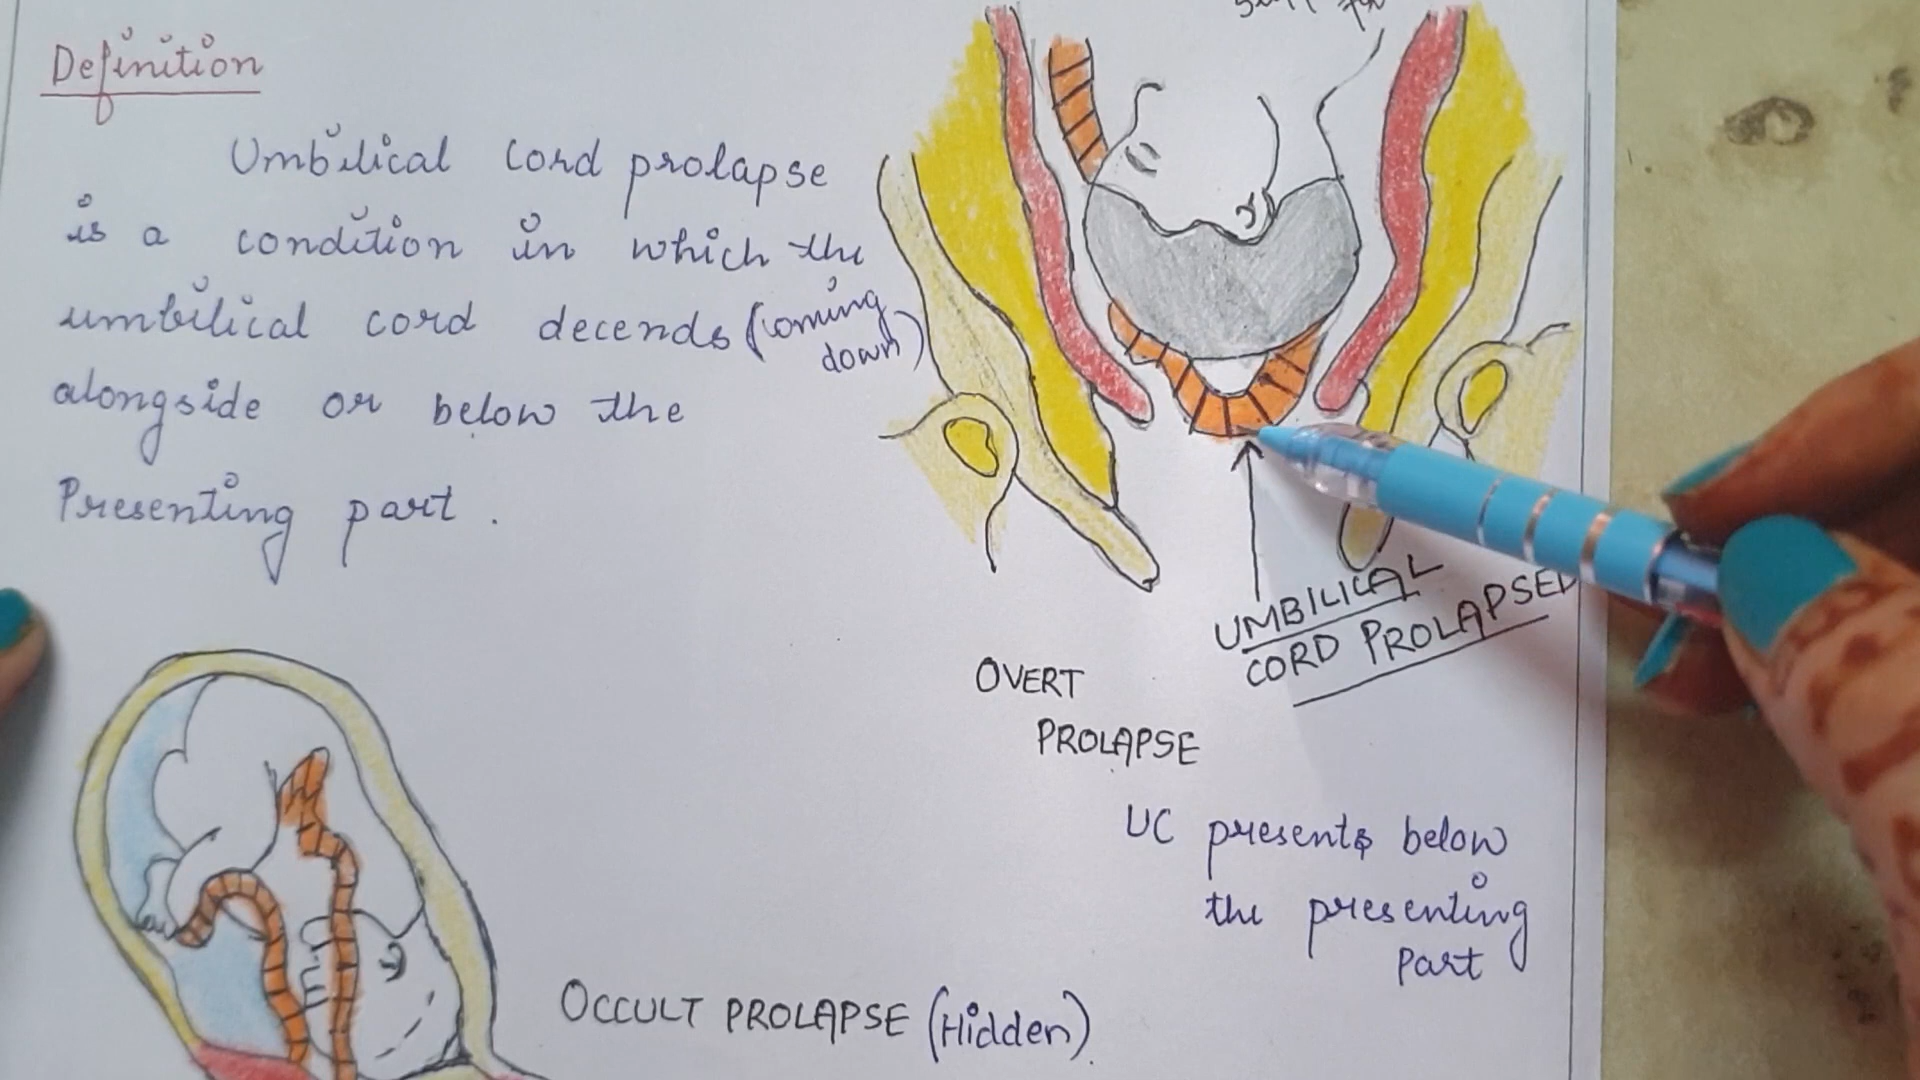 Definition
Umbilical cord prolapse
is a condition in which the
umbilical cord decends (coming
down)
alongside or below the
Presenting part.
UMBILICAL
CORD PROLAPSED
OVERT
PROLAPSE
UC presents below
the presenting
part
OCCULT PROLAPSE (Hidden)